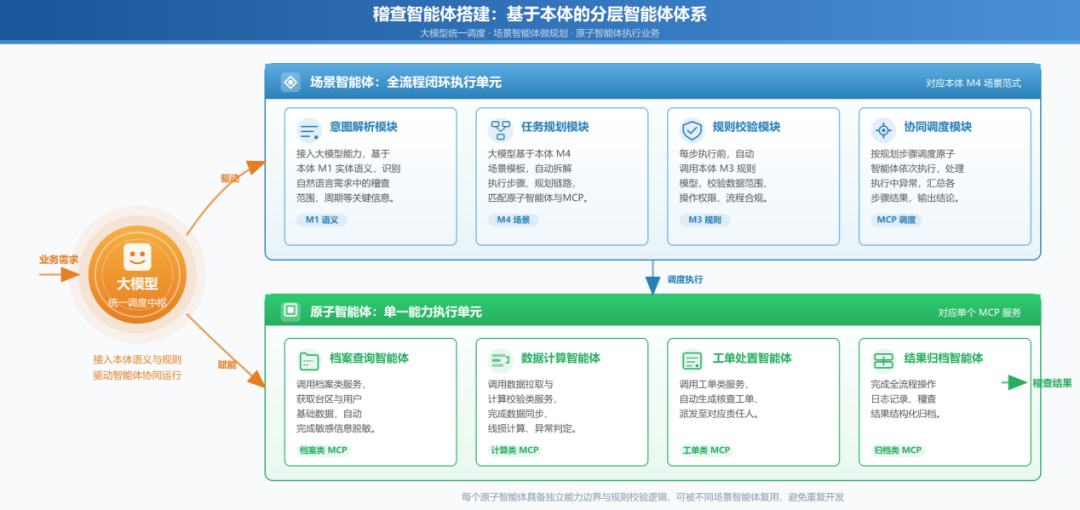 稽查智能体搭建：基于本体的分层智能体体系
大模型统一调度 · 场景智能体做规划 · 原子智能体执行业务
场景智能体：全流程闭环执行单元
对应本体 M4 场景范式
意图解析模块
接入大模型能力，基于
本体 M1 实体语义，识别
自然语言需求中的稽查
范围、周期等关键信息。
M1 语义
任务规划模块
大模型基于本体 M4
场景模板，自动拆解
执行步骤、规划链路，
匹配原子智能体与MCP。
M4 场景
规则校验模块
每步执行前，自动
调用本体 M3 规则
模型，校验数据范围、
操作权限、流程合规。
M3 规则
协同调度模块
按规划步骤调度原子
智能体依次执行，处理
执行中异常，汇总各
步骤结果，输出结论。
MCP 调度
驱动
业务需求
大模型
统一调度中枢
接入本体语义与规则
驱动智能体协同运行
赋能
调度执行
原子智能体：单一能力执行单元
对应单个 MCP 服务
档案查询智能体
调用档案类服务，
获取台区与用户
基础数据，自动
完成敏感信息脱敏。
档案类 MCP
数据计算智能体
调用数据拉取与
计算校验类服务，
完成数据同步、
线损计算、异常判定。
计算类 MCP
工单处置智能体
调用工单类服务，
自动生成核查工单、
派发至对应责任人。
工单类 MCP
结果归档智能体
完成全流程操作
日志记录、稽查
结果结构化归档。
归档类 MCP
稽查结果
每个原子智能体具备独立能力边界与规则校验逻辑，可被不同场景智能体复用，避免重复开发